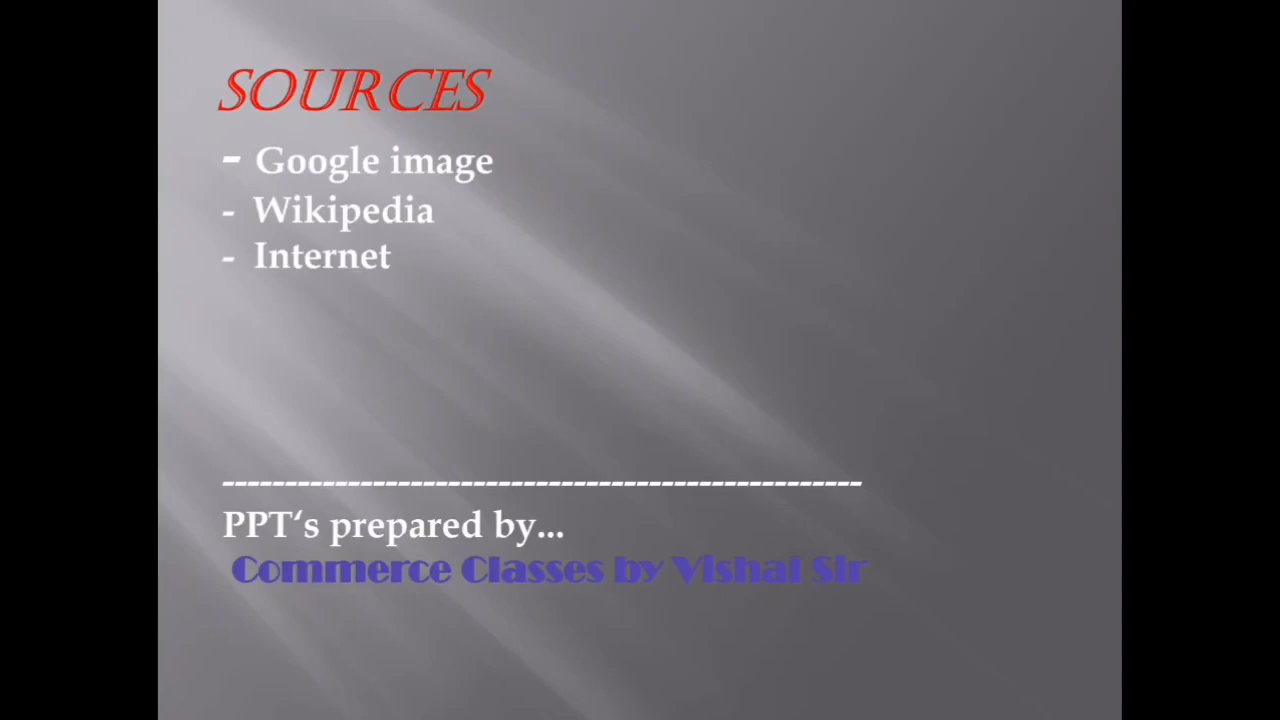 SOURCES
- Google image
- Wikipedia
- Internet
---------------------------------------------------
PPT‘s prepared by...
Commerce Classes by Vishal Sir